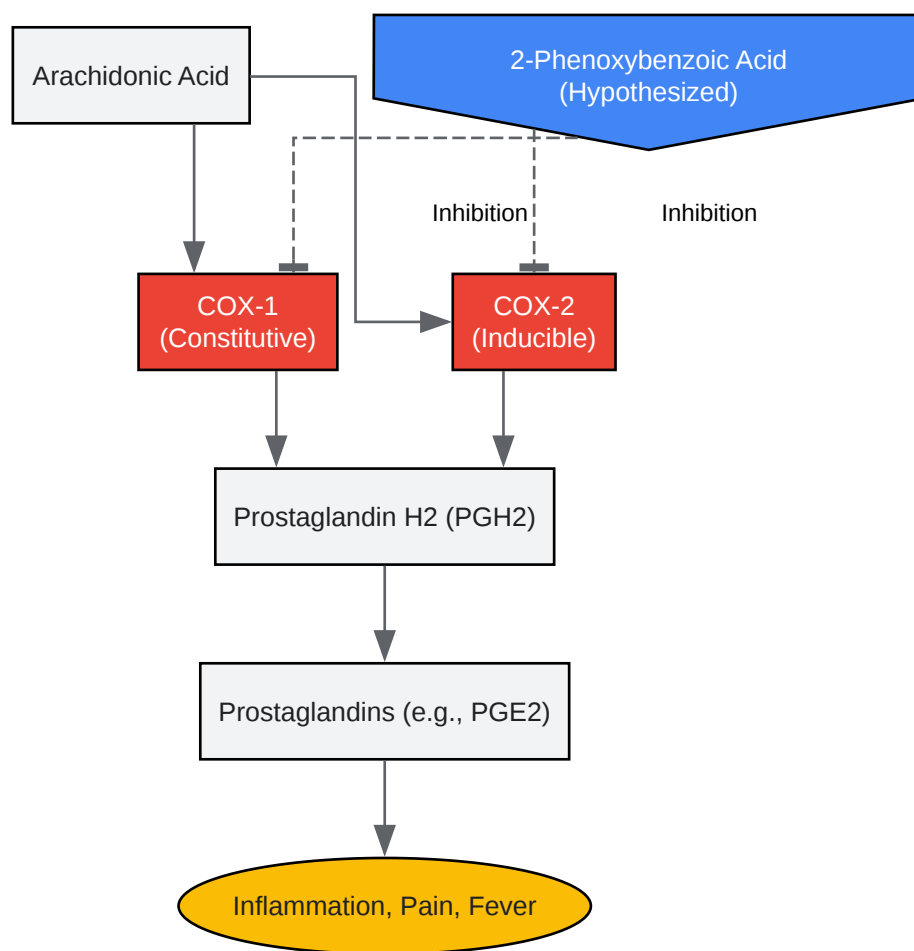 Arachidonic Acid
2-Phenoxybenzoic Acid
(Hypothesized)
Inhibition
Inhibition
COX-1
(Constitutive)
COX-2
(Inducible)
Prostaglandin H2 (PGH2)
Prostaglandins (e.g., PGE2)
Inflammation, Pain, Fever